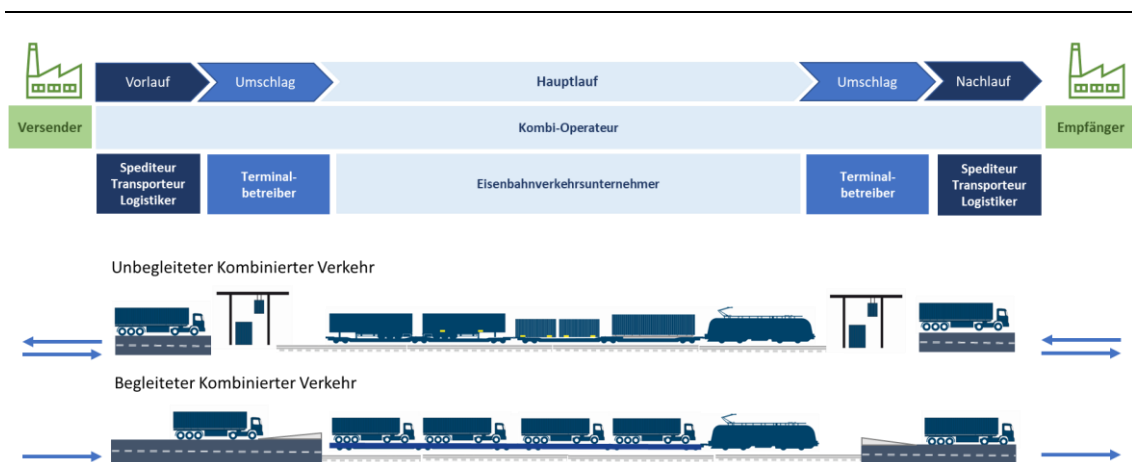 Vorlauf
Umschlag
Hauptlauf
Umschlag
Nachlauf
Versender
Kombi-Operateur
Empfänger
Spediteur
Transporteur
Logistiker
Terminal-
betreiber
Eisenbahnverkehrsunternehmer
Terminal-
betreiber
Spediteur
Transporteur
Logistiker
Unbegleiteter Kombinierter Verkehr
Begleiteter Kombinierter Verkehr